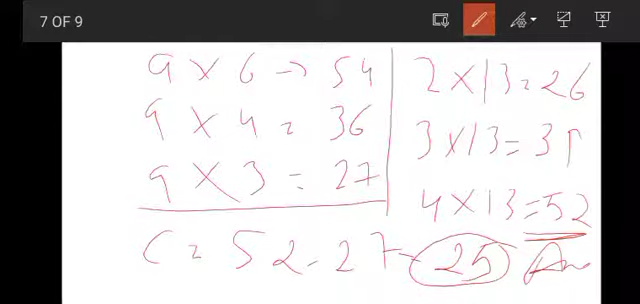 7 OF 9
9 X 6 → 54
9 X 4 = 36
9 X 3 = 27
2 X 13 = 26
3 X 13 = 39
4 X 13 = 52
C = 52 - 27 = 25 Ans